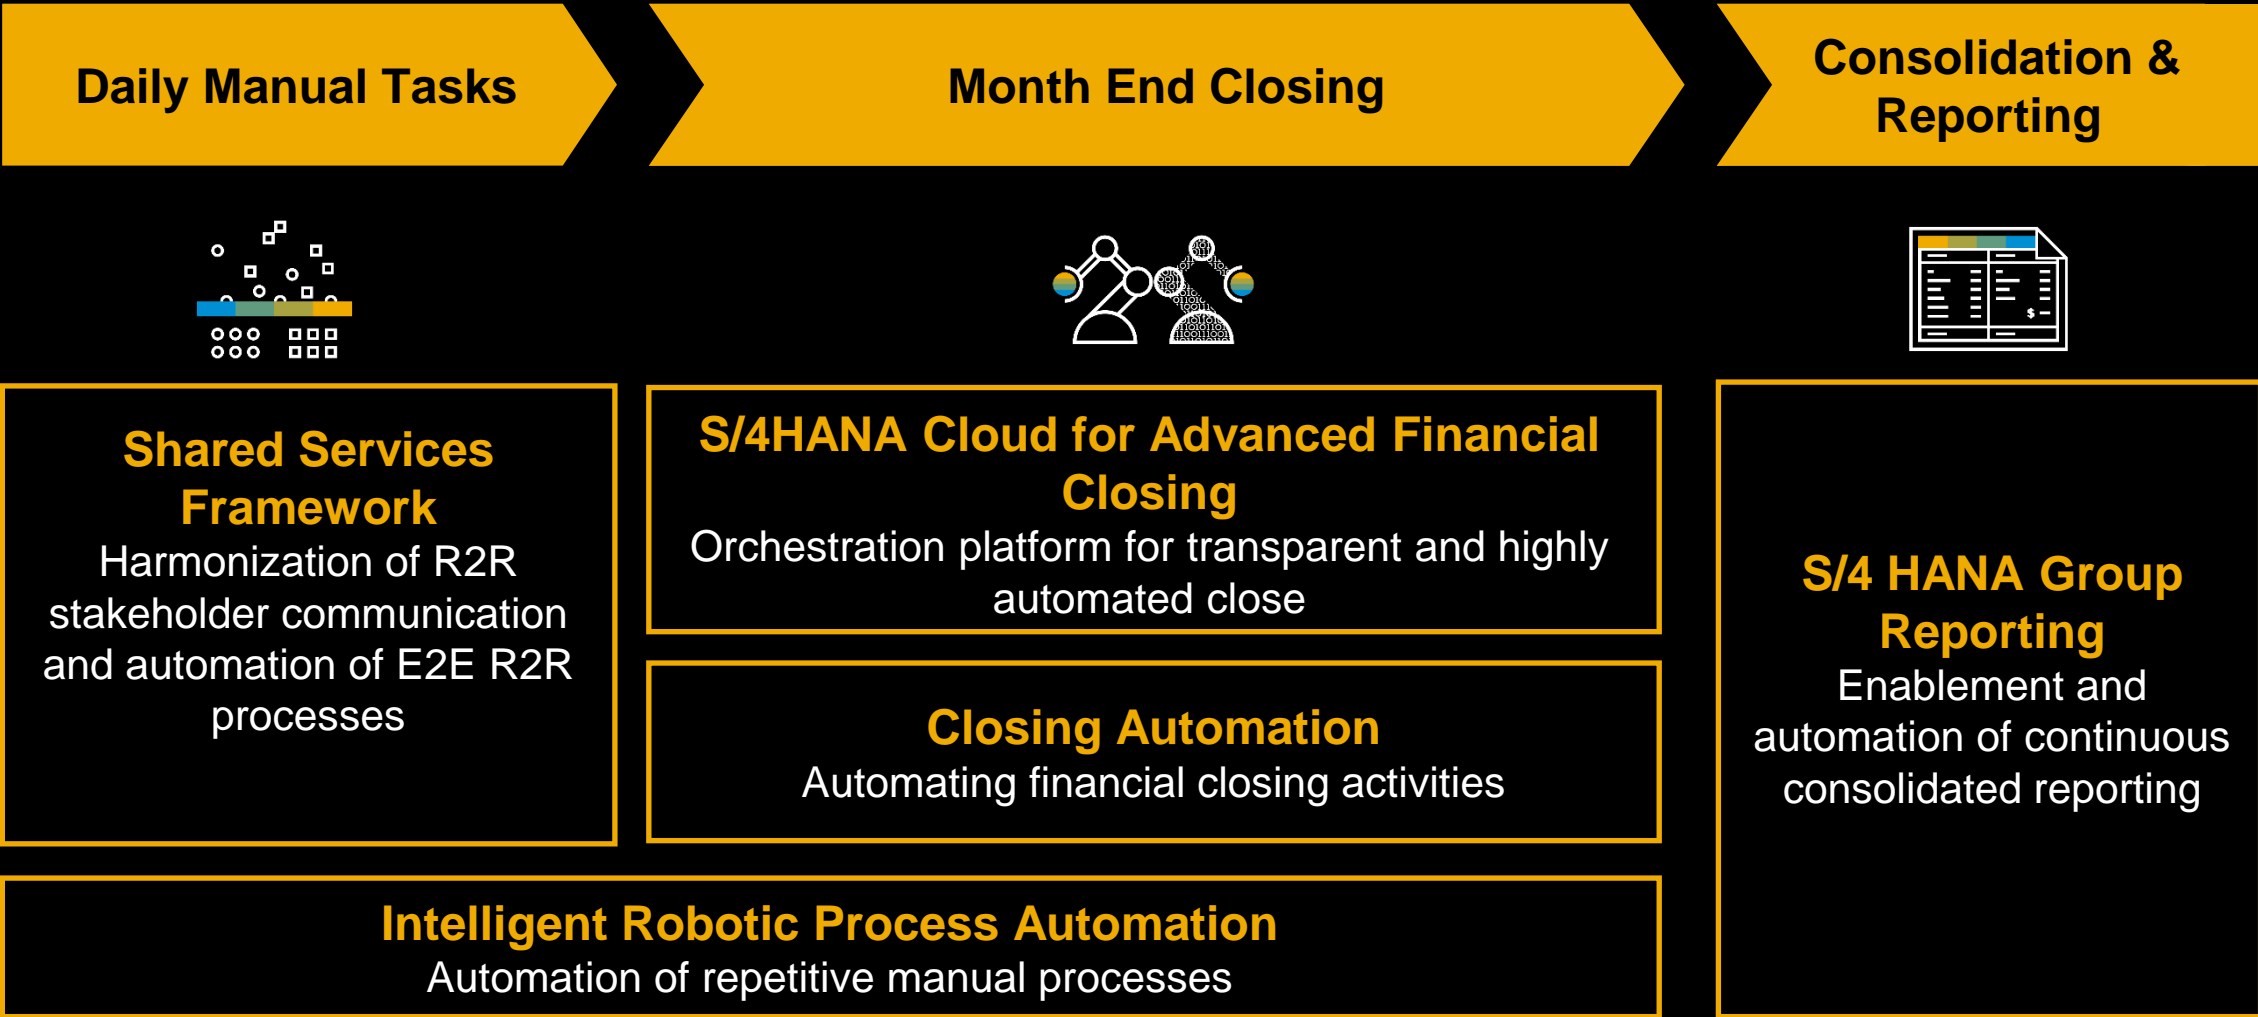 Daily Manual Tasks
Month End Closing
Consolidation &
Reporting
Shared Services
Framework
Harmonization of R2R
stakeholder communication
and automation of E2E R2R
processes
S/4HANA Cloud for Advanced Financial
Closing
Orchestration platform for transparent and highly
automated close
Closing Automation
Automating financial closing activities
S/4 HANA Group
Reporting
Enablement and
automation of continuous
consolidated reporting
Intelligent Robotic Process Automation
Automation of repetitive manual processes